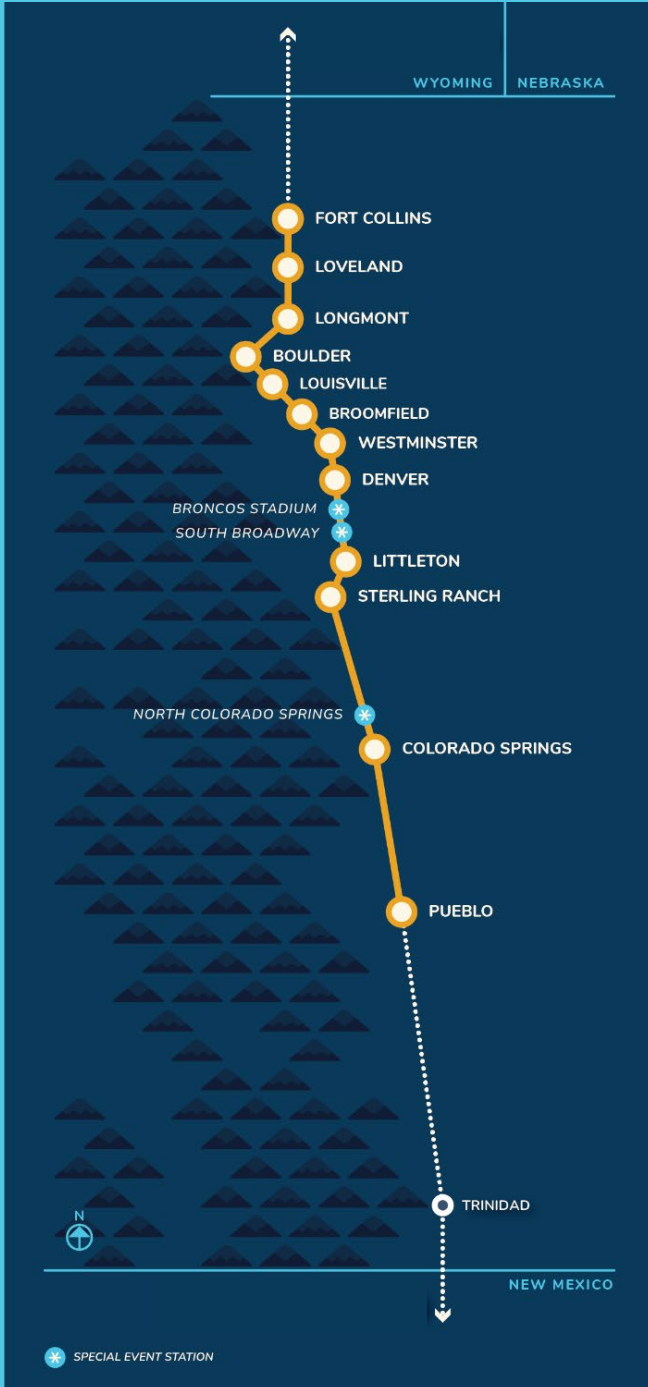 WYOMING
NEBRASKA
FORT COLLINS
LOVELAND
LONGMONT
BOULDER
LOUISVILLE
BROOMFIELD
WESTMINSTER
DENVER
BRONCOS STADIUM
SOUTH BROADWAY
LITTLETON
STERLING RANCH
NORTH COLORADO SPRINGS
COLORADO SPRINGS
PUEBLO
TRINIDAD
N
NEW MEXICO
SPECIAL EVENT STATION